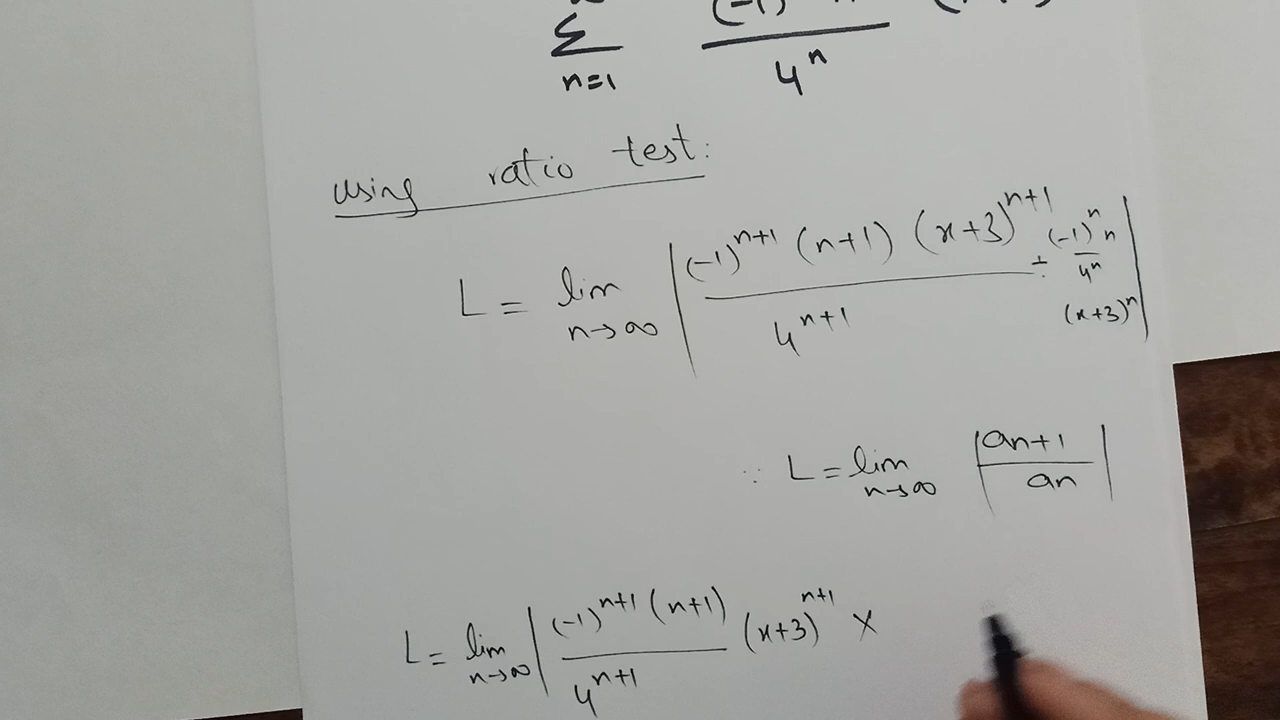 ∑ n=1 (-1) n / 4^n
Using ratio test:
L = lim n→∞ | (-1)^{n+1} (n+1) (x+3)^{n+1} / 4^{n+1} ÷ (-1)^n n / 4^n (x+3)^n |
∵ L = lim n→∞ | an+1 / an |
L = lim n→∞ | (-1)^{n+1} (n+1) / 4^{n+1} (x+3)^{n+1} ×